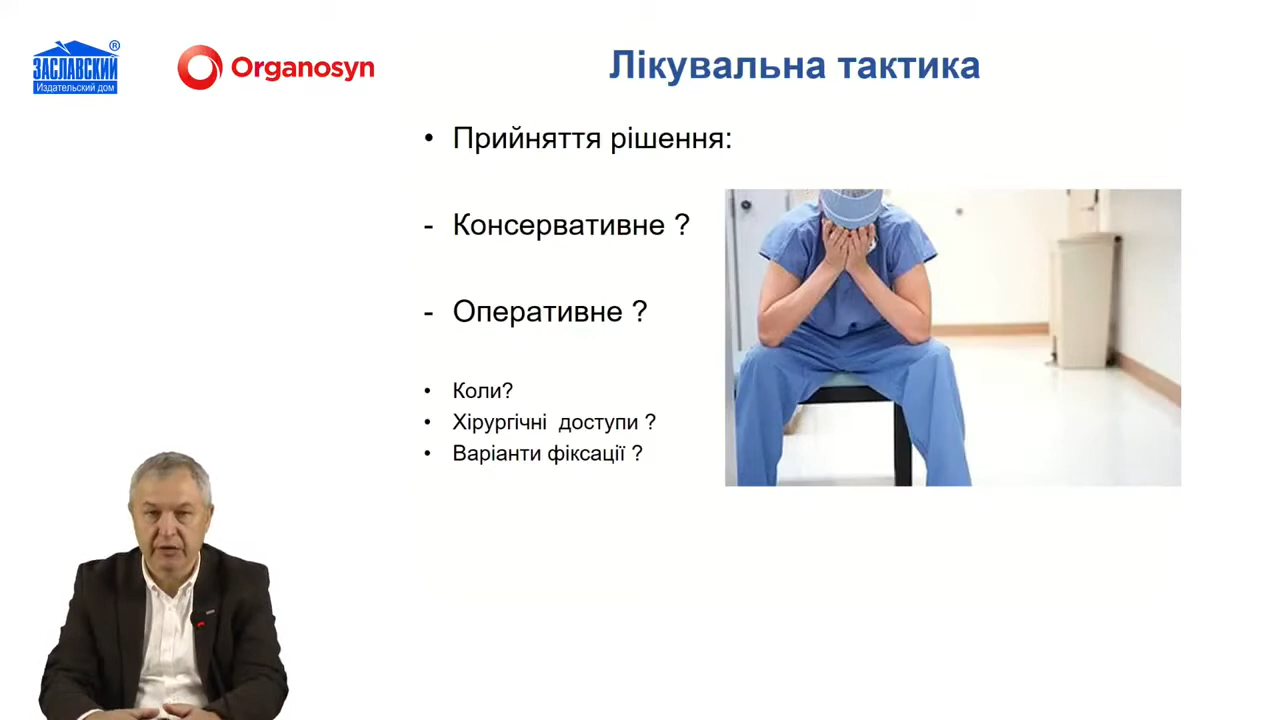 ЗАСЛАВСКИЙ ®
Издательский дом
Organosyn
Лікувальна тактика
• Прийняття рішення:
- Консервативне ?
- Оперативне ?
• Коли?
• Хірургічні доступи ?
• Варіанти фіксації ?